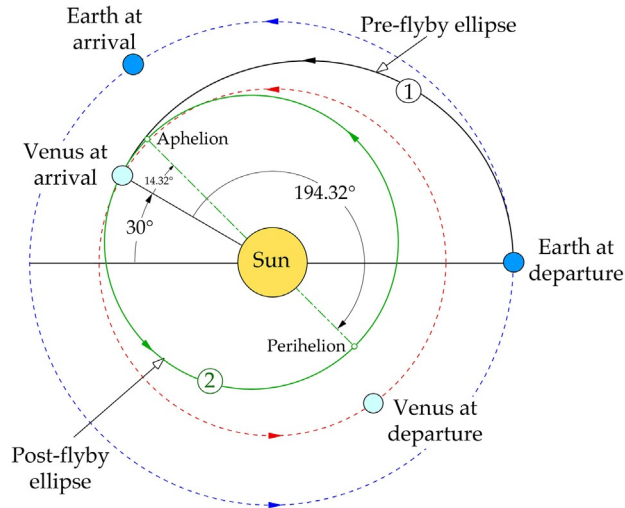 Earth at
arrival
Pre-flyby ellipse
1
Aphelion
Venus at
arrival
14.32°
194.32°
30°
Sun
Earth at
departure
Perihelion
2
Venus at
departure
Post-flyby
ellipse